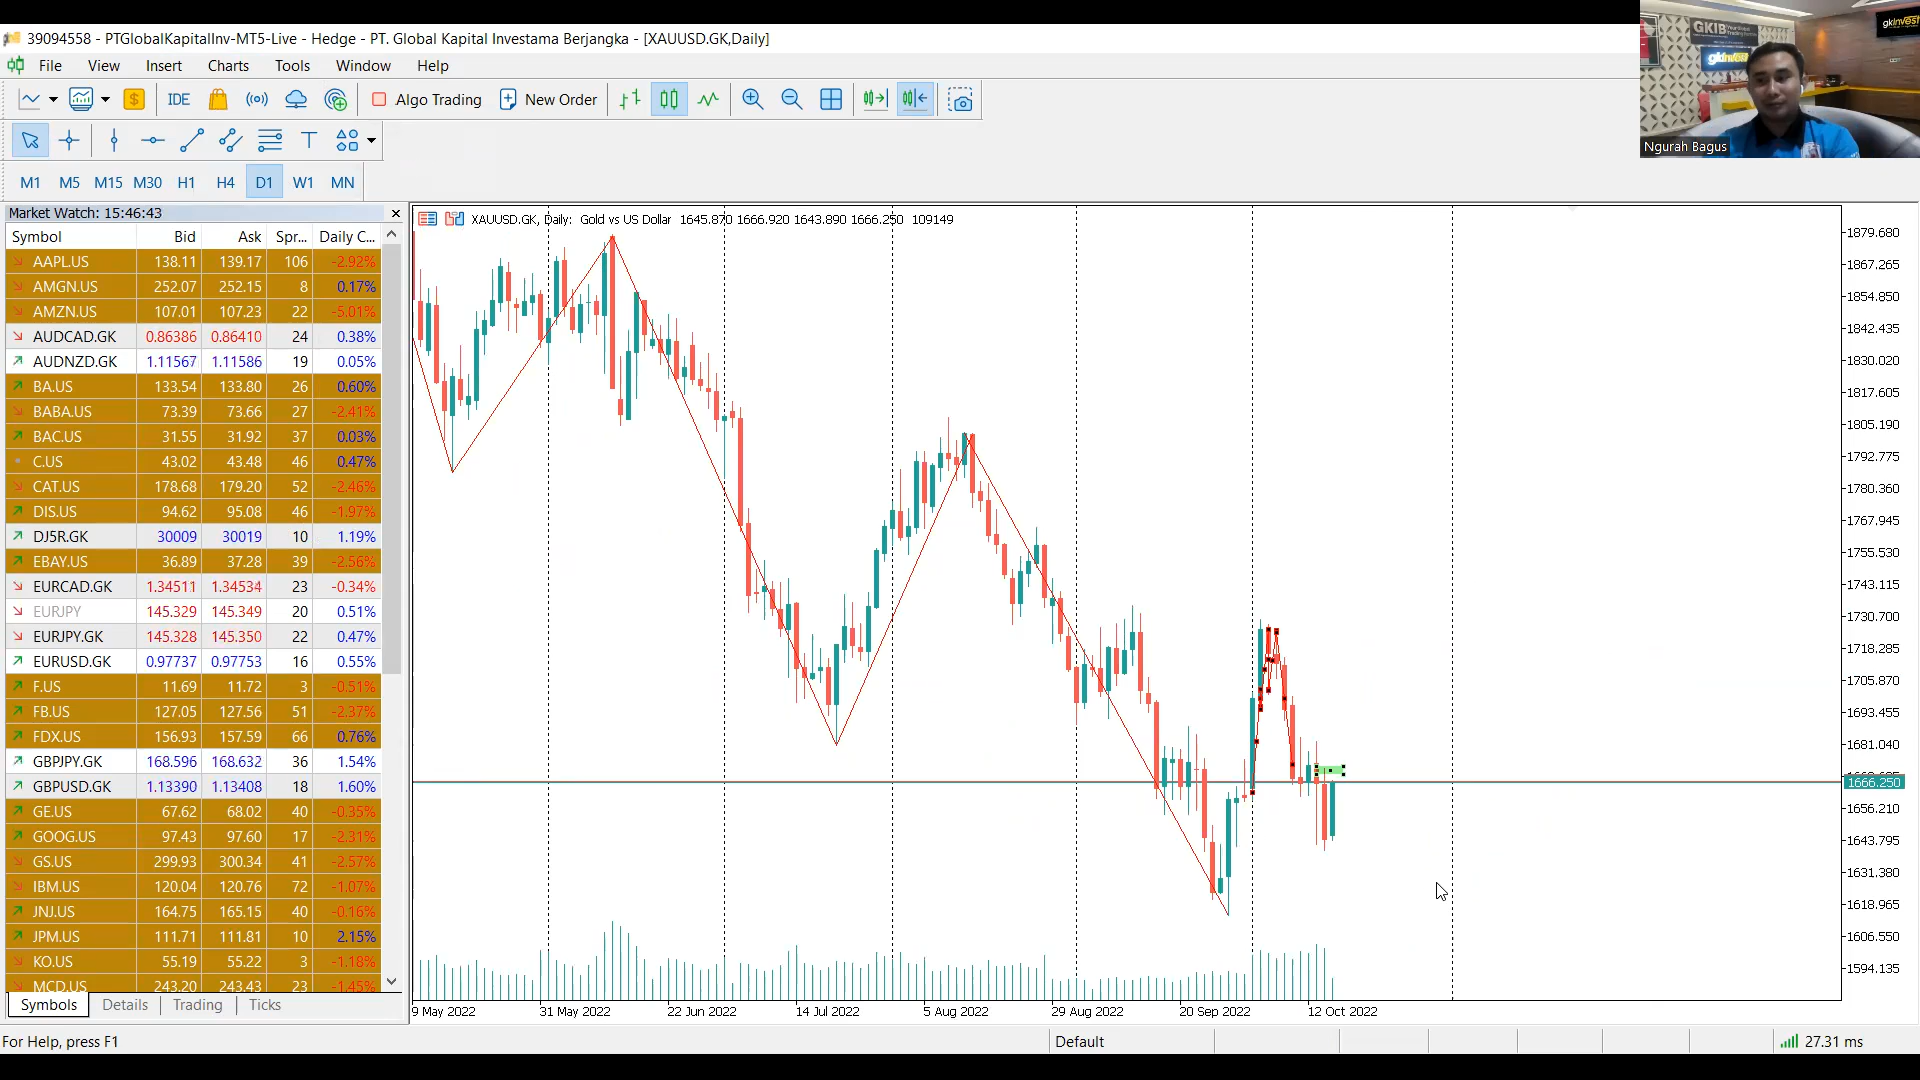 39094558 - PTGlobalKapitalInv-MT5-Live - Hedge - PT. Global Kapital Investama Berjangka - [XAUUSD.GK,Daily]
File View Insert Charts Tools Window Help
IDE Algo Trading New Order
M1 M5 M15 M30 H1 H4 D1 W1 MN
GKIB
gkinvest
gkinvest
Ngurah Bagus
Market Watch: 15:46:43
Symbol Bid Ask Spr... Daily C...
AAPL.US 138.11 139.17 106 -2.92%
AMGN.US 252.07 252.15 8 0.17%
AMZN.US 107.01 107.23 22 -5.01%
AUDCAD.GK 0.86386 0.86410 24 0.38%
AUDNZD.GK 1.11567 1.11586 19 0.05%
BA.US 133.54 133.80 26 0.60%
BABA.US 73.39 73.66 27 -2.41%
BAC.US 31.55 31.92 37 0.03%
C.US 43.02 43.48 46 0.47%
CAT.US 178.68 179.20 52 -2.46%
DIS.US 94.62 95.08 46 -1.97%
DJ5R.GK 30009 30019 10 1.19%
EBAY.US 36.89 37.28 39 -2.56%
EURCAD.GK 1.34511 1.34534 23 -0.34%
EURJPY 145.329 145.349 20 0.51%
EURJPY.GK 145.328 145.350 22 0.47%
EURUSD.GK 0.97737 0.97753 16 0.55%
F.US 11.69 11.72 3 -0.51%
FB.US 127.05 127.56 51 -2.37%
FDX.US 156.93 157.59 66 0.76%
GBPJPY.GK 168.596 168.632 36 1.54%
GBPUSD.GK 1.13390 1.13408 18 1.60%
GE.US 67.62 68.02 40 -0.35%
GOOG.US 97.43 97.60 17 -2.31%
GS.US 299.93 300.34 41 -2.57%
IBM.US 120.04 120.76 72 -1.07%
JNJ.US 164.75 165.15 40 -0.16%
JPM.US 111.71 111.81 10 2.15%
KO.US 55.19 55.22 3 -1.18%
MCD.US 243.20 243.43 23 -1.45%
Symbols Details Trading Ticks
XAUUSD.GK, Daily: Gold vs US Dollar 1645.870 1666.920 1643.890 1666.250 109149
1879.680
1867.265
1854.850
1842.435
1830.020
1817.605
1805.190
1792.775
1780.360
1767.945
1755.530
1743.115
1730.700
1718.285
1705.870
1693.455
1681.040
1666.250
1656.210
1643.795
1631.380
1618.965
1606.550
1594.135
9 May 2022 31 May 2022 22 Jun 2022 14 Jul 2022 5 Aug 2022 29 Aug 2022 20 Sep 2022 12 Oct 2022
For Help, press F1 Default 27.31 ms